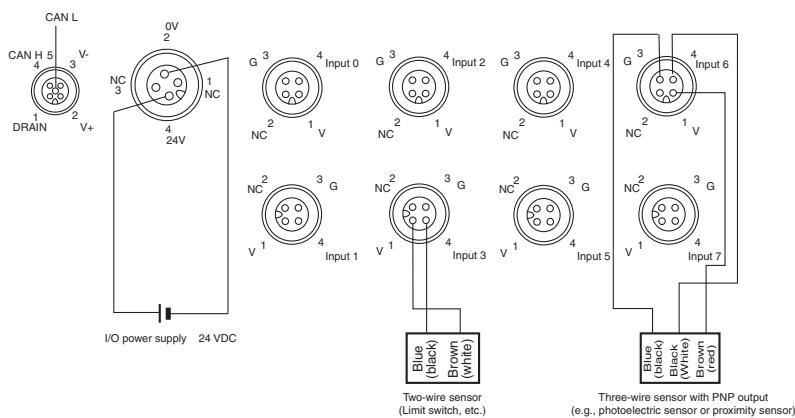 CAN L
CAN H 5 V-
4 3
1 2
DRAIN V+
0V
2
NC
3
1
NC
4
24V
G 3 4 Input 0
NC 2 1 V
G 3 4 Input 2
NC 2 1 V
G 3 4 Input 4
NC 2 1 V
G 3 4 Input 6
NC 2 1 V
NC 2 3 G
V 1 4 Input 1
NC 2 3 G
V 1 4 Input 3
NC 2 3 G
V 1 4 Input 5
NC 2 3 G
V 1 4 Input 7
I/O power supply 24 VDC
Blue
(black)
Brown
(white)
Two-wire sensor
(Limit switch, etc.)
Blue
(black)
Black
(White)
Brown
(red)
Three-wire sensor with PNP output
(e.g., photoelectric sensor or proximity sensor)